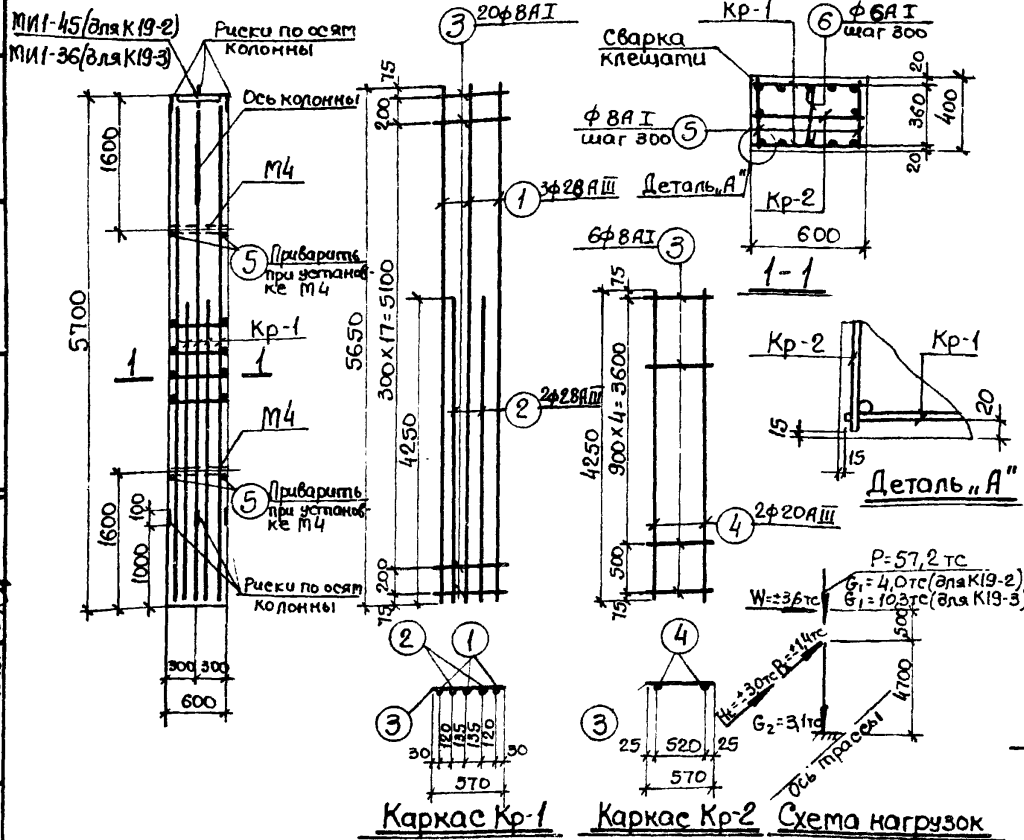 МИ1-45(для К19-2)
МИ1-36(для К19-3)
Риски по осям
колонны
Ось колонны
1600
М4
5
Приварить
при установ-
ке М4
5700
Кр-1
1
1
М4
5
Приварить
при установ-
ке М4
1600
100
1000
Риски по осям
колонны
300
300
600
3
20ф8АI
75
200
1
3ф28АIII
300х17=5100
5650
4250
2
2ф28АIII
200
75
2
1
3
30
120
135
135
120
30
570
Каркас Кр-1
6ф8АI
3
75
900х4=3600
4250
4
2ф20АIII
500
75
4
3
25
520
25
570
Каркас Кр-2
Кр-1
6
ф6АI
шаг 300
Сварка
клещами
ф8АI
шаг 300
5
20
360
400
20
Деталь „А"
Кр-2
600
1-1
Кр-2
Кр-1
20
15
15
Деталь „А"
Р=57,2 тс
G₁=4,0тс(для К19-2)
G₁=10,3тс(для К19-3)
W=±3,6тс
500
4700
G₂=3,1тс
Ось трассы
Схема нагрузок